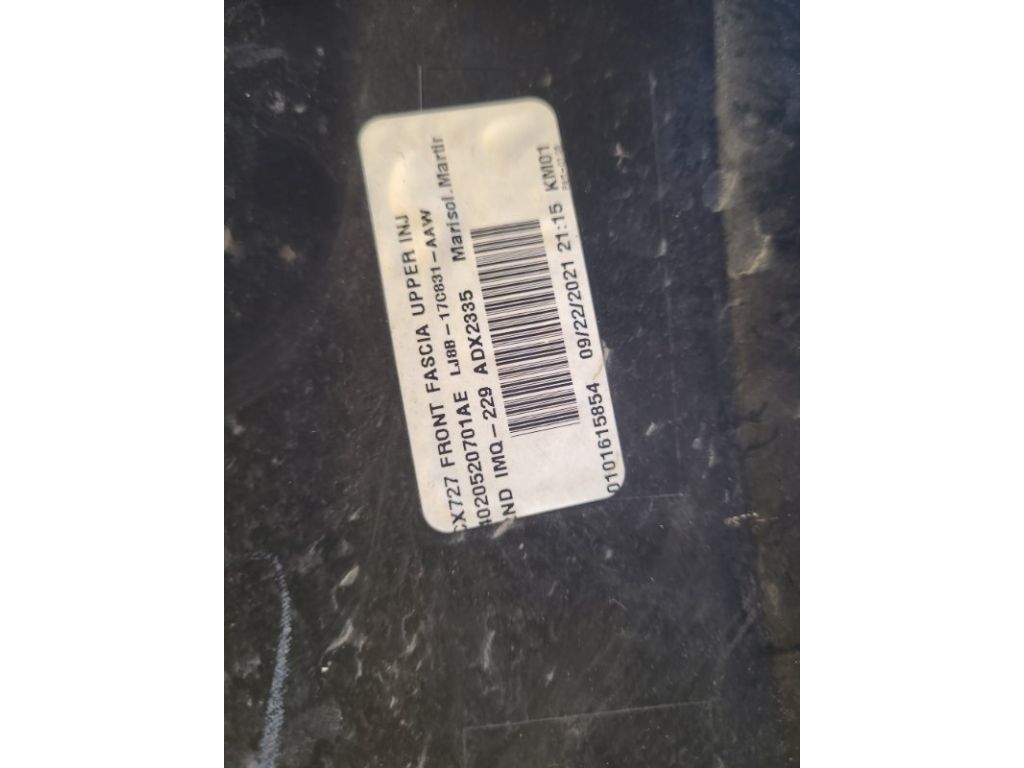 CX727 FRONT FASCIA UPPER INJ
4020520701AE LJ8B-17C831-AAW
ND IMQ-229 ADX2335 Marisol.Martir
0101615854 09/22/2021 21:15 KM01